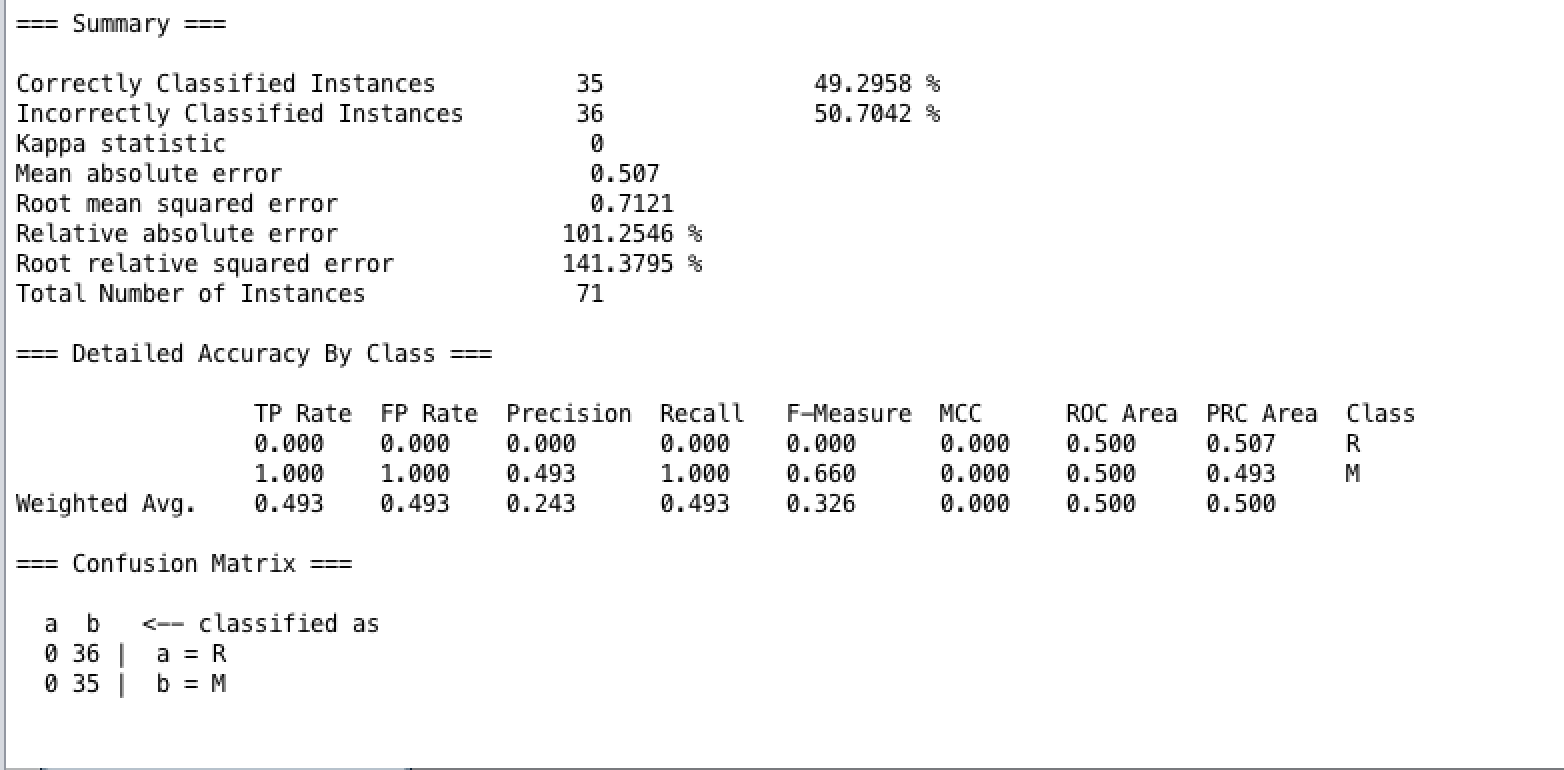 === Summary ===
Correctly Classified Instances 35 49.2958 %
Incorrectly Classified Instances 36 50.7042 %
Kappa statistic 0
Mean absolute error 0.507
Root mean squared error 0.7121
Relative absolute error 101.2546 %
Root relative squared error 141.3795 %
Total Number of Instances 71
=== Detailed Accuracy By Class ===
TP Rate FP Rate Precision Recall F-Measure MCC ROC Area PRC Area Class
0.000 0.000 0.000 0.000 0.000 0.000 0.500 0.507 R
1.000 1.000 0.493 1.000 0.660 0.000 0.500 0.493 M
Weighted Avg. 0.493 0.493 0.243 0.493 0.326 0.000 0.500 0.500
=== Confusion Matrix ===
a b <-- classified as
0 36 | a = R
0 35 | b = M